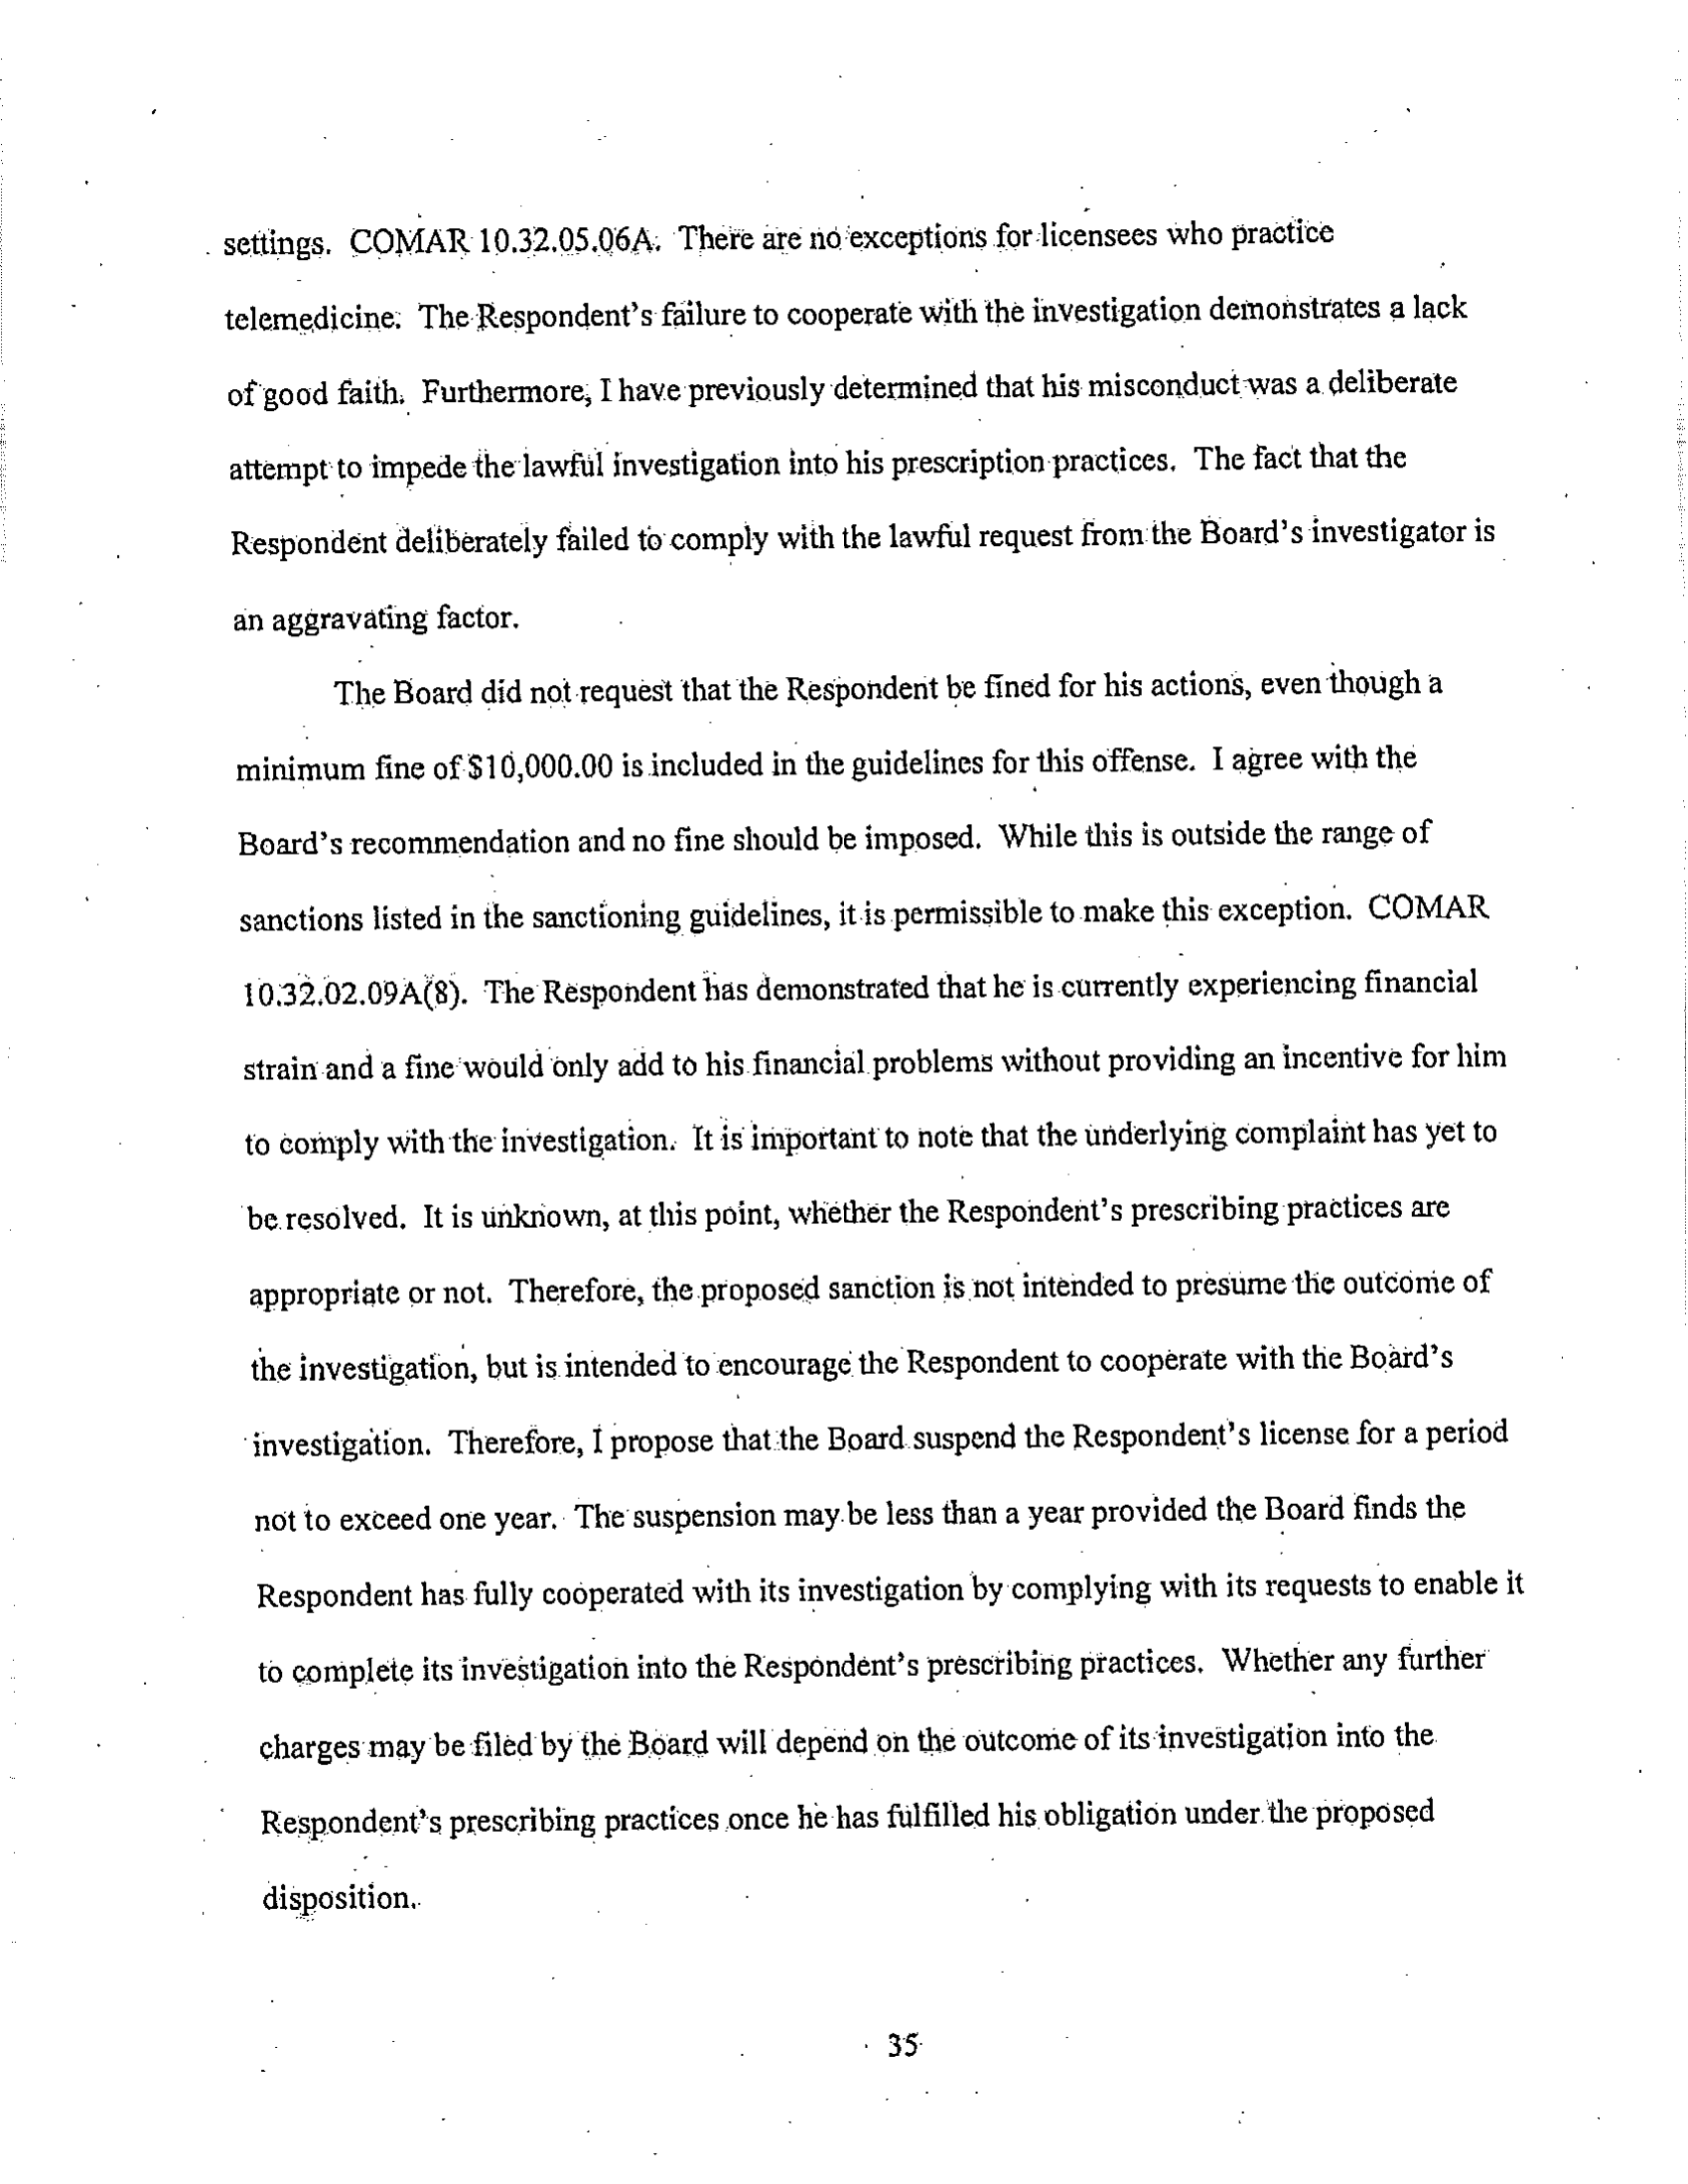 settings. COMAR 10.32.05.06A. There are no exceptions for licensees who practice
telemedicine. The Respondent's failure to cooperate with the investigation demonstrates a lack
of good faith. Furthermore, I have previously determined that his misconduct was a deliberate
attempt to impede the lawful investigation into his prescription practices. The fact that the
Respondent deliberately failed to comply with the lawful request from the Board's investigator is
an aggravating factor.
The Board did not request that the Respondent be fined for his actions, even though a
minimum fine of $10,000.00 is included in the guidelines for this offense. I agree with the
Board's recommendation and no fine should be imposed. While this is outside the range of
sanctions listed in the sanctioning guidelines, it is permissible to make this exception. COMAR
10.32.02.09A(8). The Respondent has demonstrated that he is currently experiencing financial
strain and a fine would only add to his financial problems without providing an incentive for him
to comply with the investigation. It is important to note that the underlying complaint has yet to
be resolved. It is unknown, at this point, whether the Respondent's prescribing practices are
appropriate or not. Therefore, the proposed sanction is not intended to presume the outcome of
the investigation, but is intended to encourage the Respondent to cooperate with the Board's
investigation. Therefore, I propose that the Board suspend the Respondent's license for a period
not to exceed one year. The suspension may be less than a year provided the Board finds the
Respondent has fully cooperated with its investigation by complying with its requests to enable it
to complete its investigation into the Respondent's prescribing practices. Whether any further
charges may be filed by the Board will depend on the outcome of its investigation into the
Respondent's prescribing practices once he has fulfilled his obligation under the proposed
disposition.
35